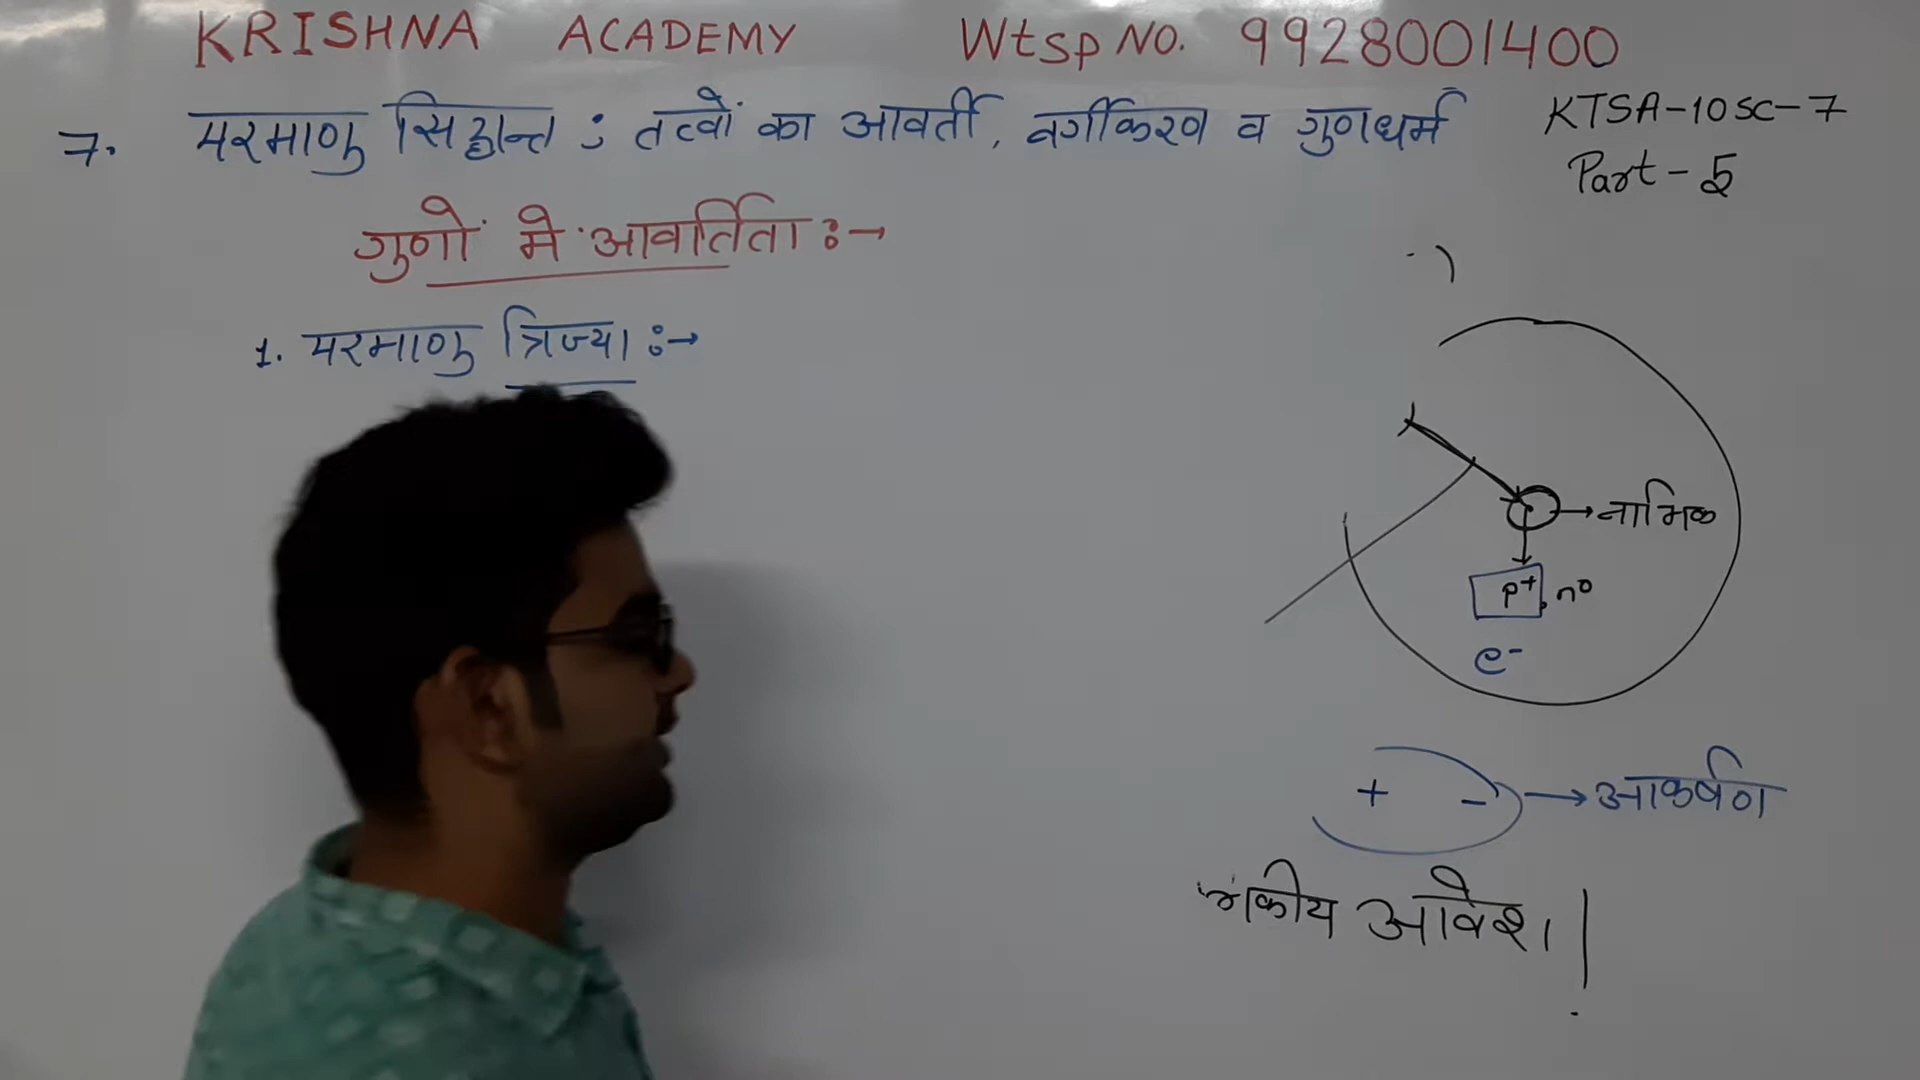 KRISHNA ACADEMY Wtsp NO. 9928001400
7. परमाणु सिद्धान्त : तत्वों का आवर्ती, वर्गीकरण व गुणधर्म
KTSA-10SC-7
Part-5
गुणों मे आवर्तिता :→
1. परमाणु त्रिज्या :→
→ नाभिक
p+, n⁰
e⁻
+ - → आकर्षण
आवेश।